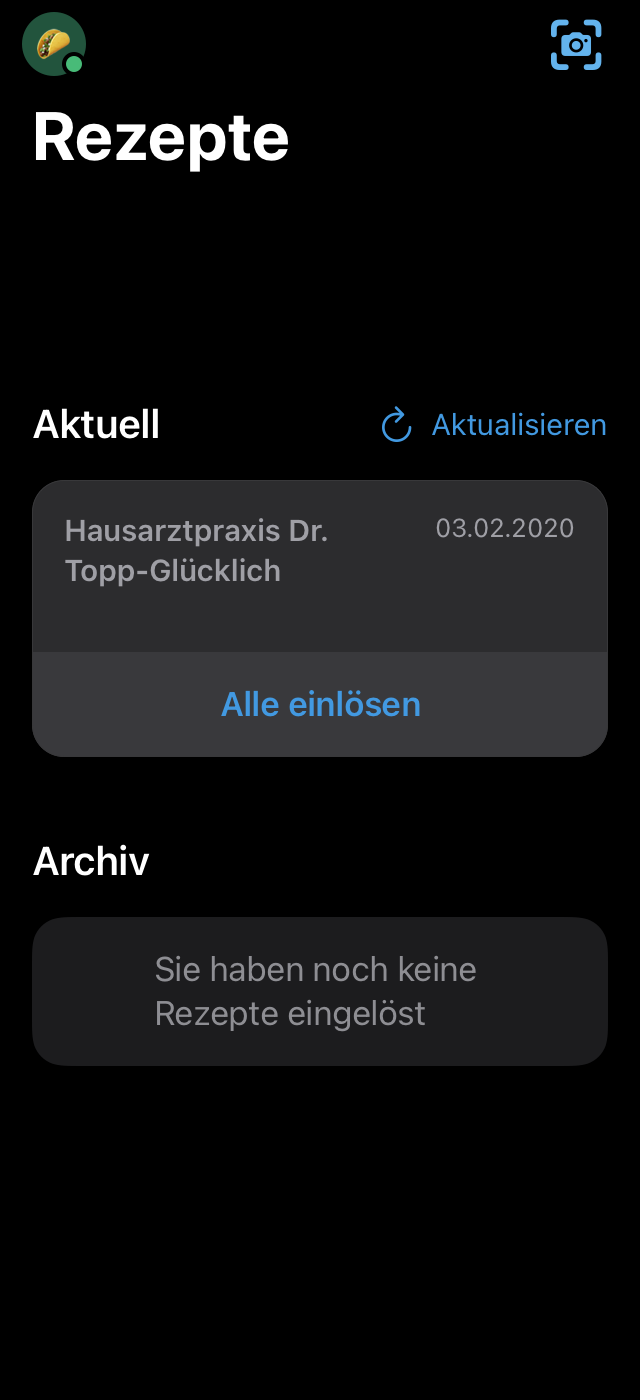 Rezepte
Aktuell
Aktualisieren
Hausarztpraxis Dr.
Topp-Glücklich
03.02.2020
Alle einlösen
Archiv
Sie haben noch keine
Rezepte eingelöst